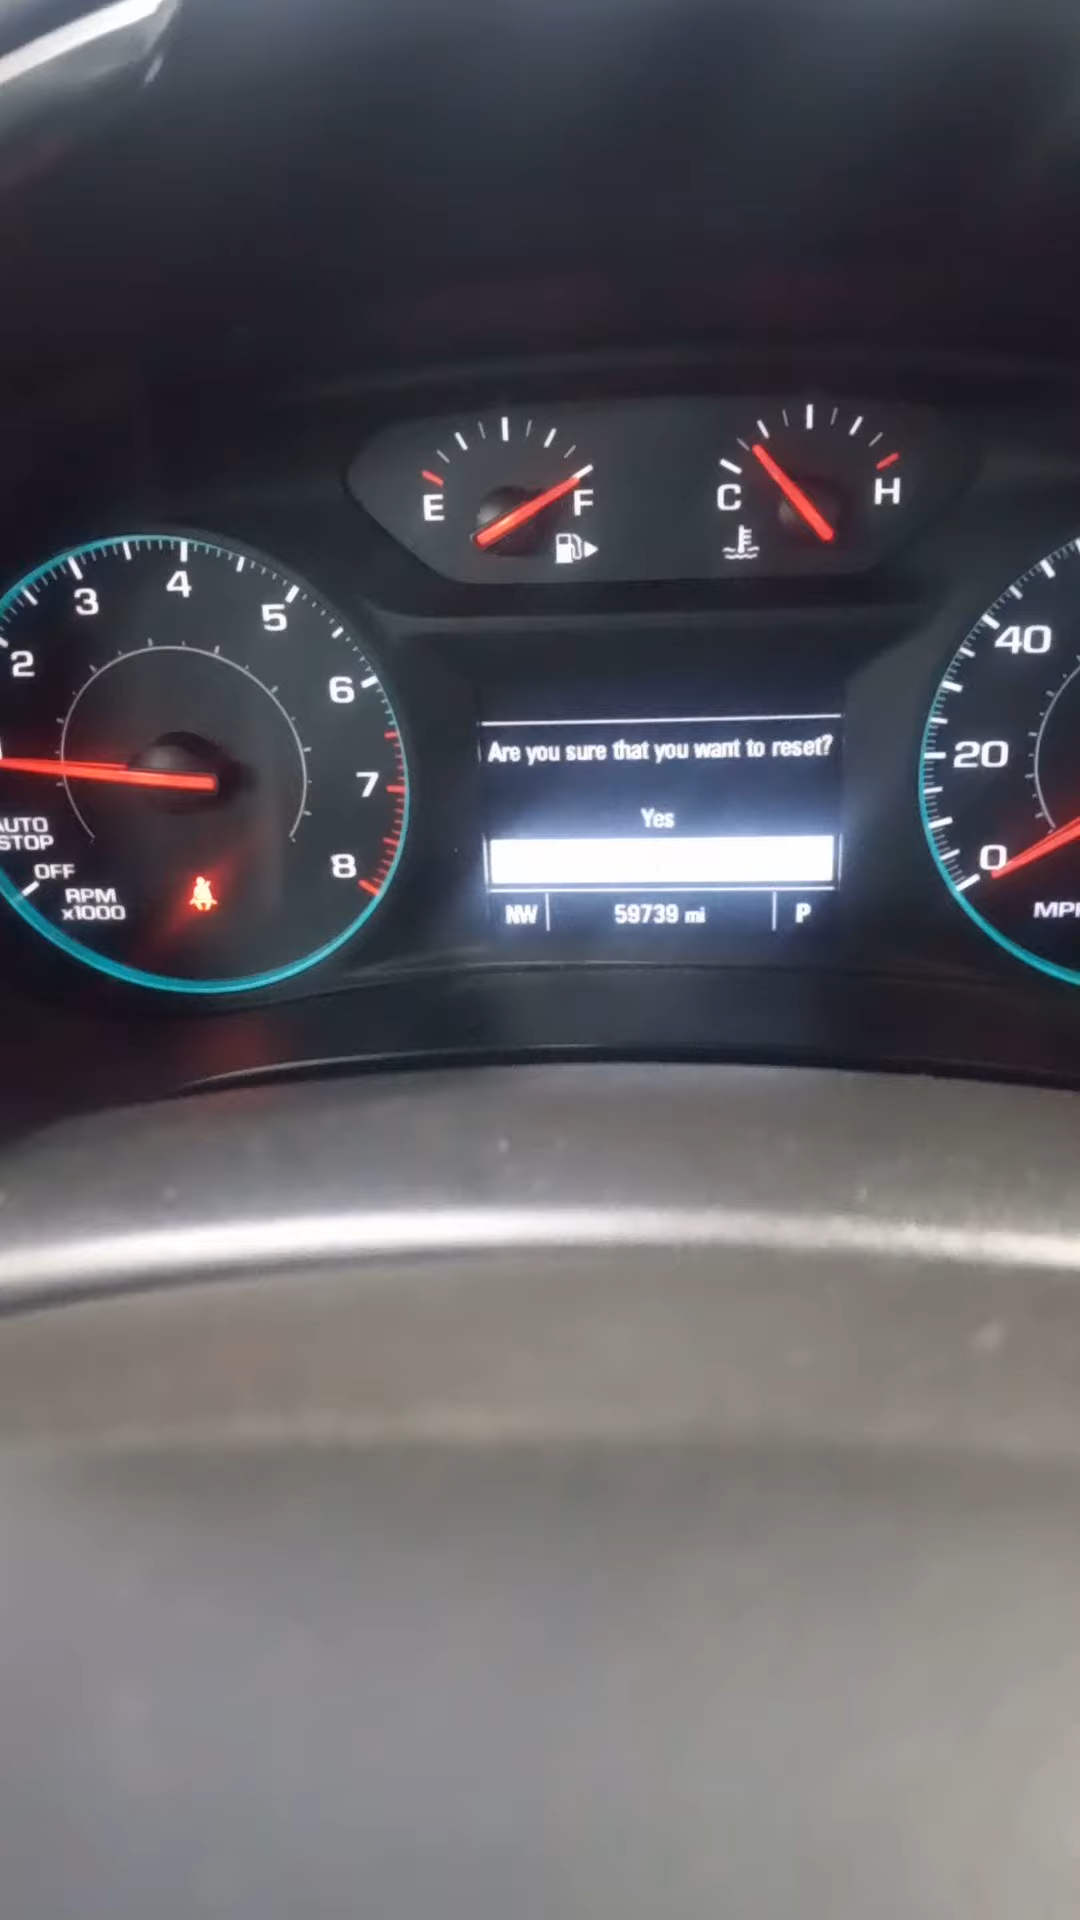 E
F
C
H
2
3
4
5
6
7
8
AUTO
STOP
OFF
RPM
x1000
Are you sure that you want to reset?
Yes
NW
59739 mi
P
40
20
0